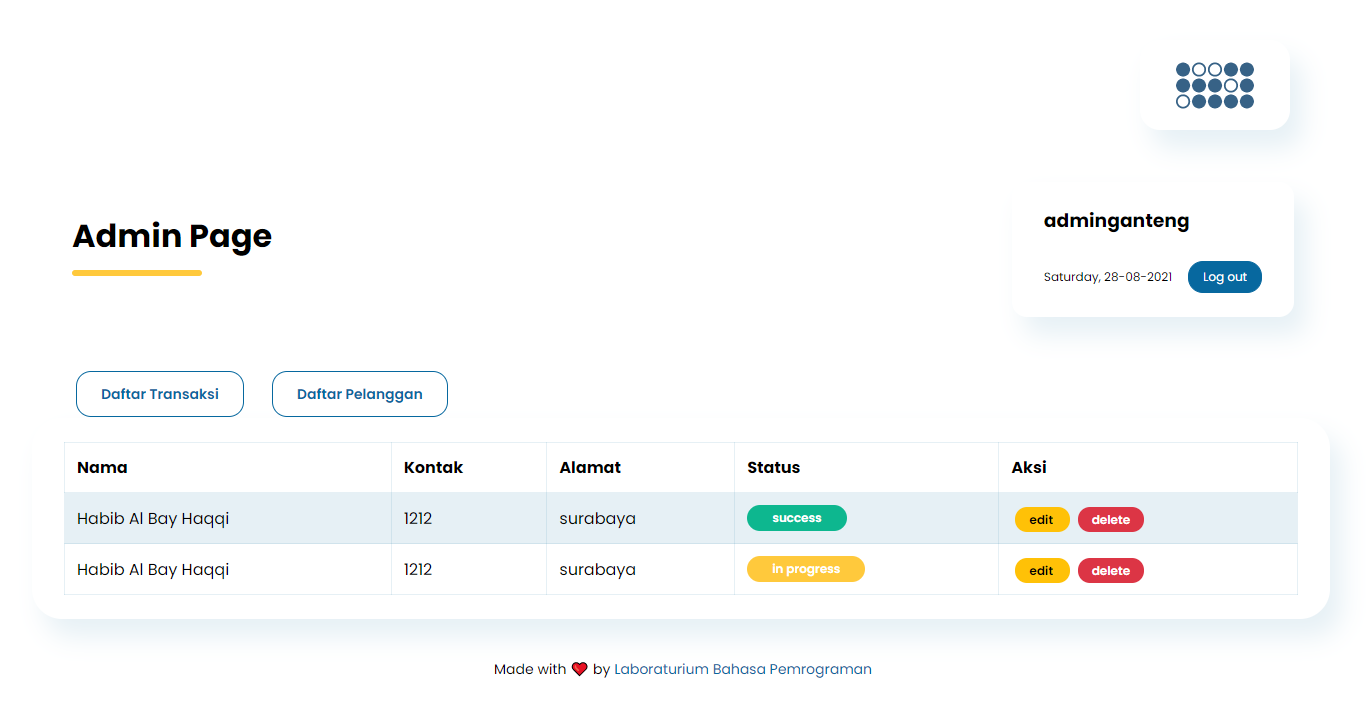 Admin Page
adminganteng
Saturday, 28-08-2021 Log out
Daftar Transaksi Daftar Pelanggan
Nama Kontak Alamat Status Aksi
Habib Al Bay Haqqi 1212 surabaya success edit delete
Habib Al Bay Haqqi 1212 surabaya in progress edit delete
Made with ❤ by Laboraturium Bahasa Pemrograman